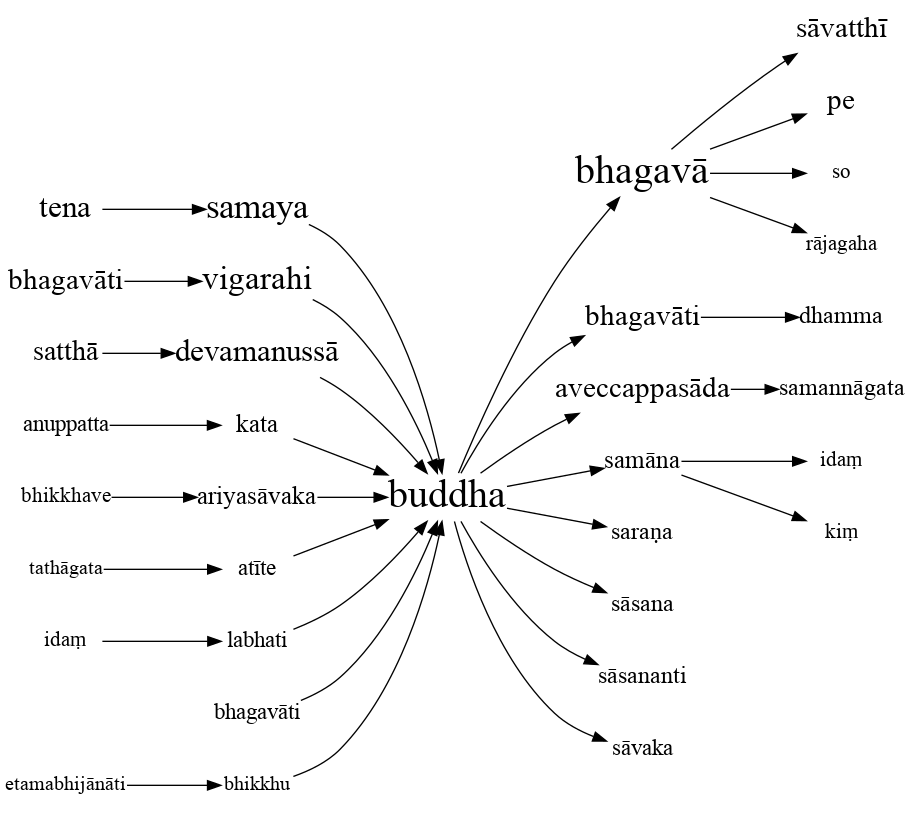 sāvatthī
pe
bhagavā
so
tena samaya
rājagaha
bhagavāti vigarahi
bhagavāti dhamma
satthā devamanussā
aveccappasāda samannāgata
anuppatta kata
samāna idaṃ
bhikkhave ariyasāvaka buddha
saraṇa kiṃ
tathāgata atīte
sāsana
idaṃ labhati
sāsananti
bhagavāti
sāvaka
etamabhijānāti bhikkhu